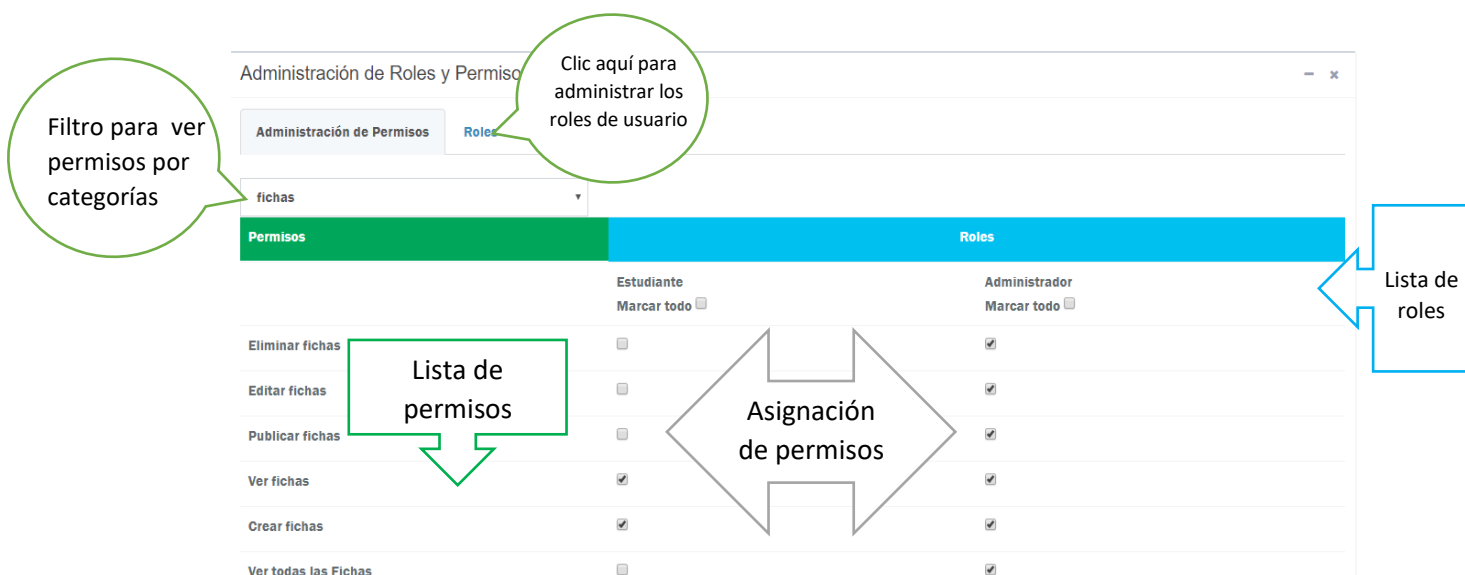 Clic aquí para
administrar los
roles de usuario
Administración de Roles y Permiso
Filtro para ver
permisos por
categorías
Administración de Permisos
Roles
fichas
Permisos
Roles
Lista de
roles
Estudiante
Administrador
Marcar todo
Marcar todo
Eliminar fichas
Editar fichas
Publicar fichas
Ver fichas
Crear fichas
Ver todas las Fichas
Lista de
permisos
Asignación
de permisos